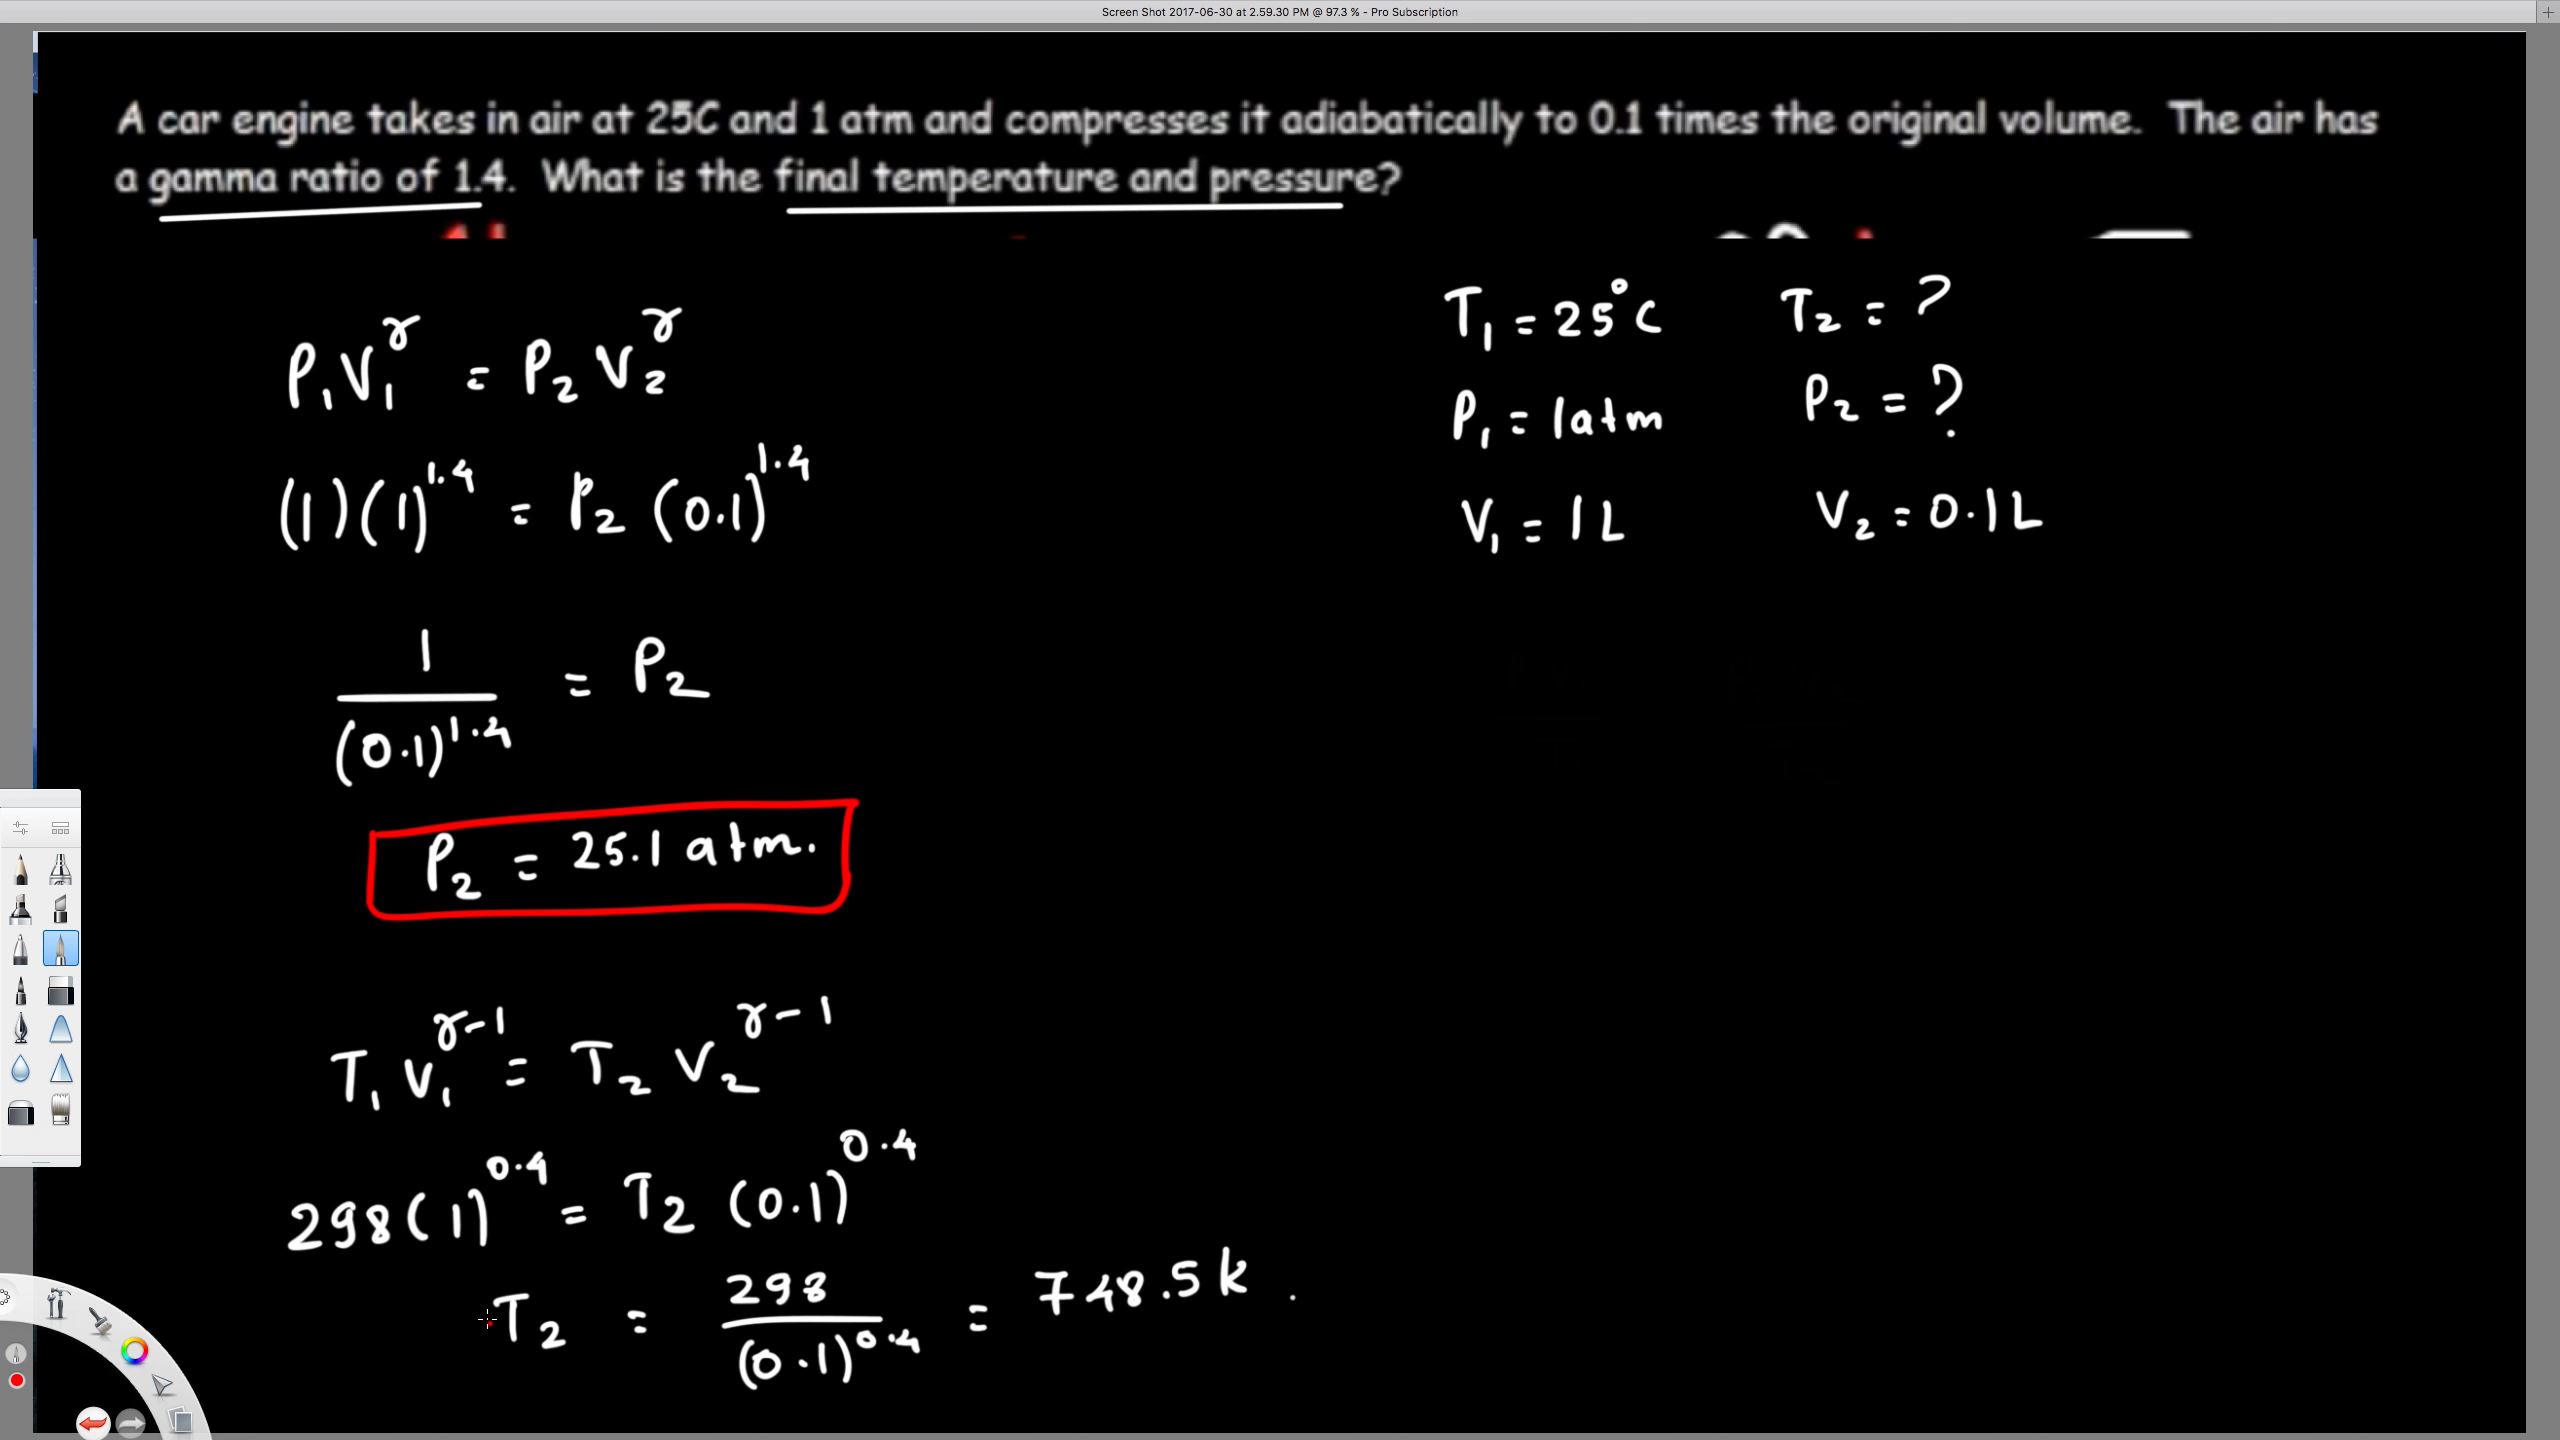 Screen Shot 2017-06-30 at 2.59.30 PM @ 97.3 % - Pro Subscription
A car engine takes in air at 25C and 1 atm and compresses it adiabatically to 0.1 times the original volume. The air has
a gamma ratio of 1.4. What is the final temperature and pressure?
P₁V₁^γ = P₂V₂^γ
(1)(1)^1.4 = P₂ (0.1)^1.4
1/(0.1)^1.4 = P₂
P₂ = 25.1 atm.
T₁V₁^γ-1 = T₂V₂^γ-1
298(1)^0.4 = T₂ (0.1)^0.4
T₂ = 298/(0.1)^0.4 = 748.5 k .
T₁ = 25°C T₂ = ?
P₁ = 1atm P₂ = ?
V₁ = 1L V₂ = 0.1L